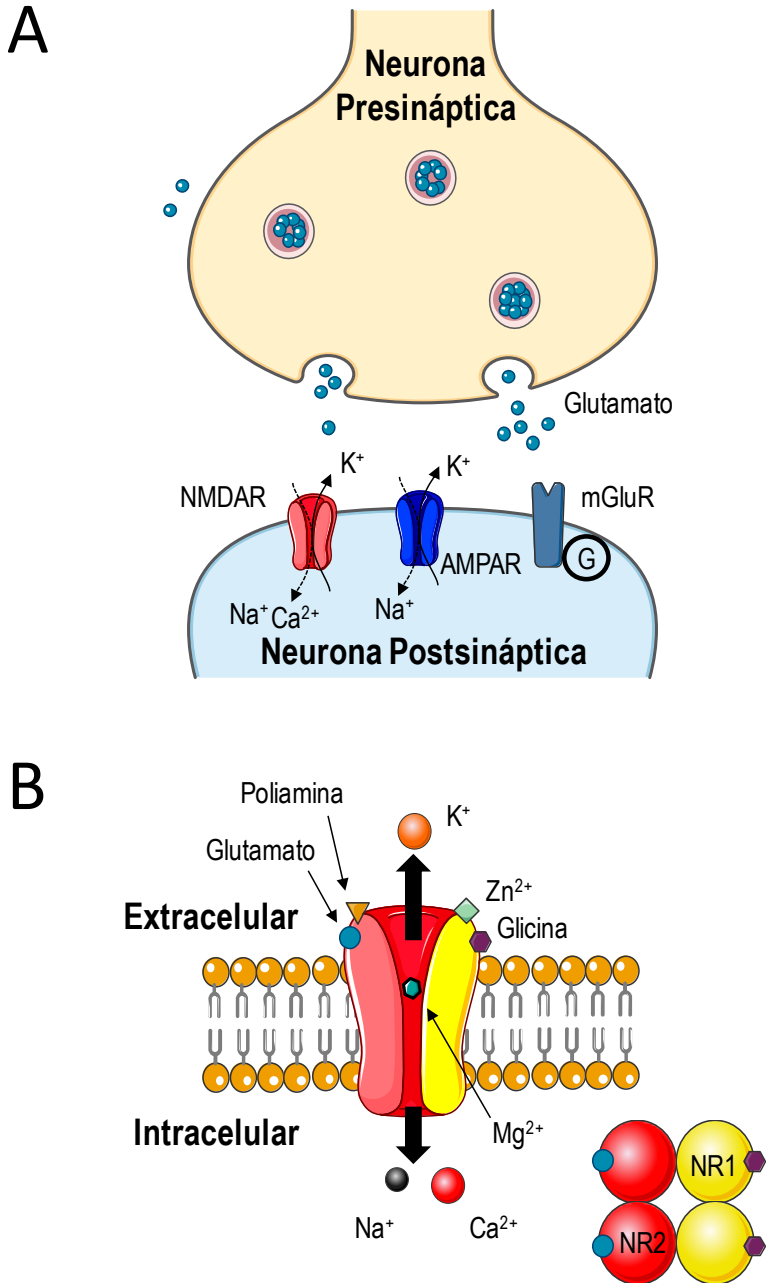 A
Neurona
Presináptica
Glutamato
K⁺
K⁺
NMDAR
mGluR
G
AMPAR
Na⁺ Ca²⁺
Na⁺
Neurona Postsináptica
B
Poliamina
K⁺
Glutamato
Zn²⁺
Extracelular
Glicina
Intracelular
Mg²⁺
NR1
Na⁺
Ca²⁺
NR2